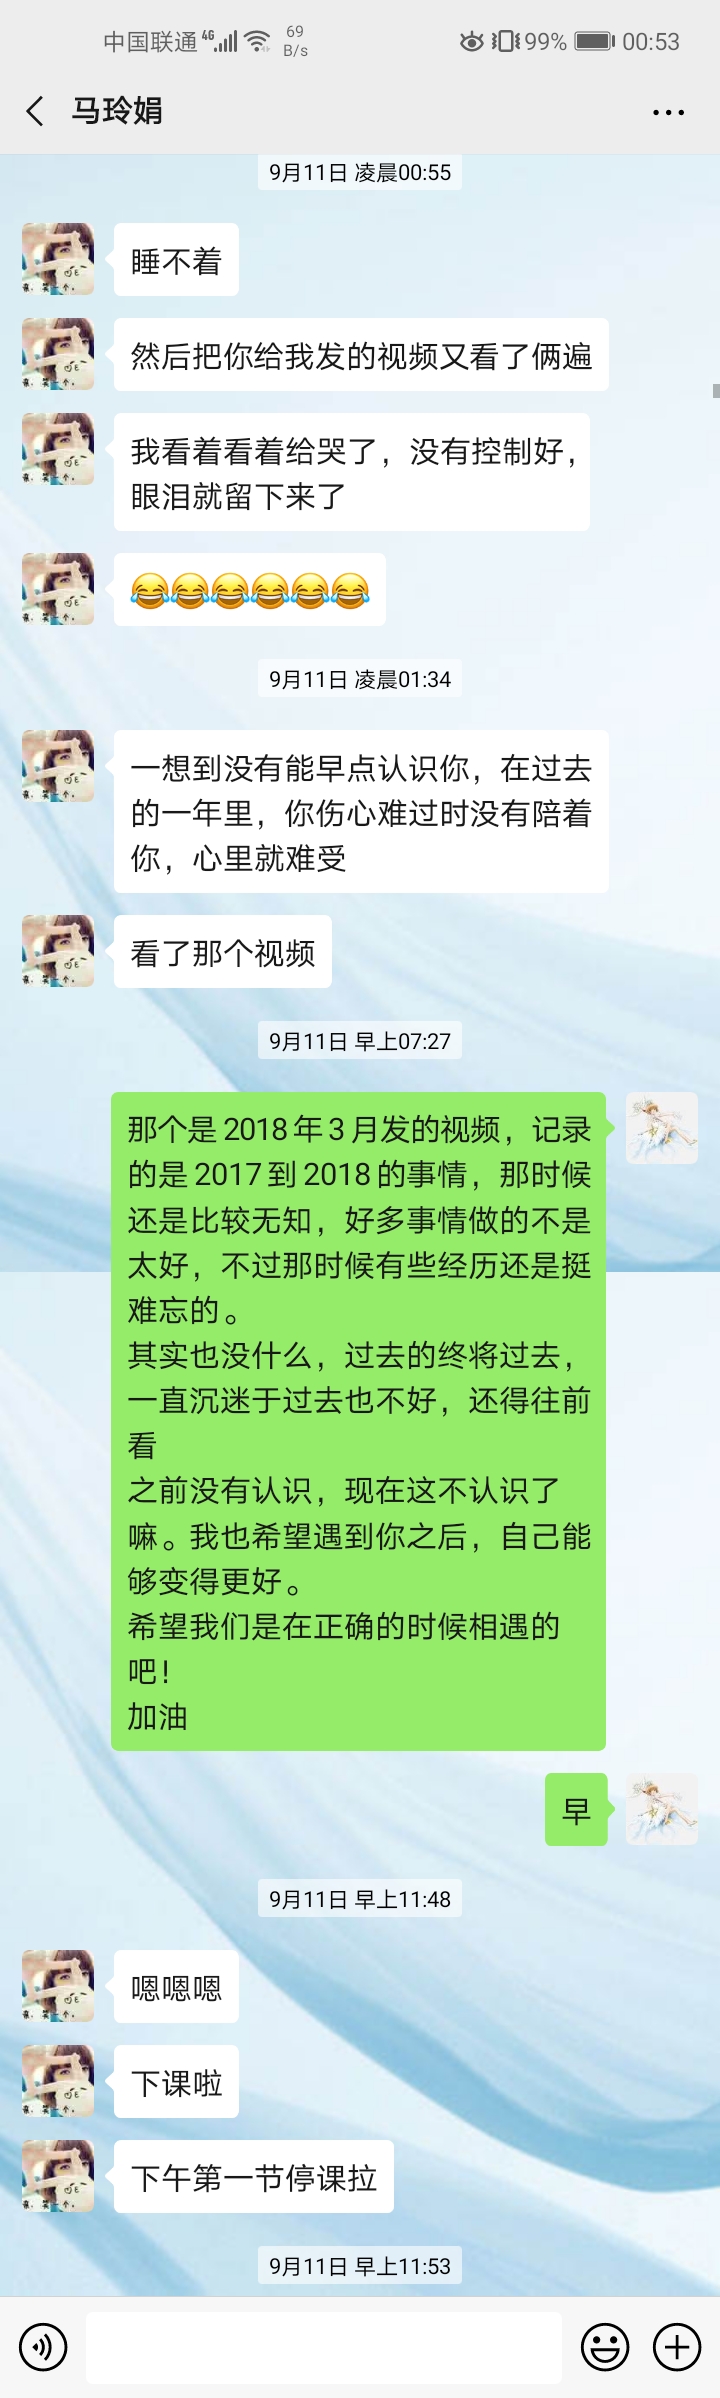 中国联通 4G 69 B/s 99% 00:53
马玲娟
9月11日 凌晨00:55
睡不着
然后把你给我发的视频又看了俩遍
我看着看着给哭了，没有控制好，
眼泪就留下来了
😂😂😂😂😂😂
9月11日 凌晨01:34
一想到没有能早点认识你，在过去
的一年里，你伤心难过时没有陪着
你，心里就难受
看了那个视频
9月11日 早上07:27
那个是2018年3月发的视频，记录
的是2017到2018的事情，那时候
还是比较无知，好多事情做的不是
太好，不过那时候有些经历还是挺
难忘的。
其实也没什么，过去的终将过去，
一直沉迷于过去也不好，还得往前
看
之前没有认识，现在这不认识了
嘛。我也希望遇到你之后，自己能
够变得更好。
希望我们是在正确的时候相遇的
吧！
加油
早
9月11日 早上11:48
嗯嗯嗯
下课啦
下午第一节停课拉
9月11日 早上11:53